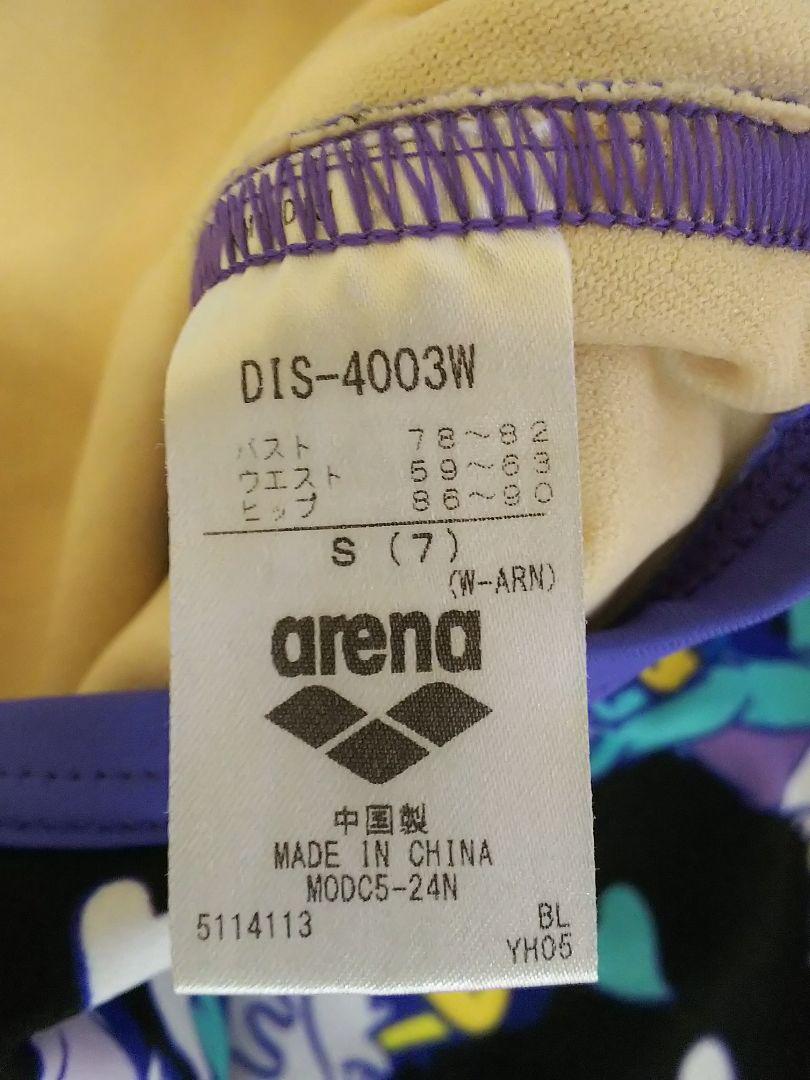 DIS-4003W
バスト 78～82
ウエスト 59～63
ヒップ 86～90
S (7)
(W-ARN)
arena
中国製
MADE IN CHINA
MODC5-24N
5114113 BL
YH05